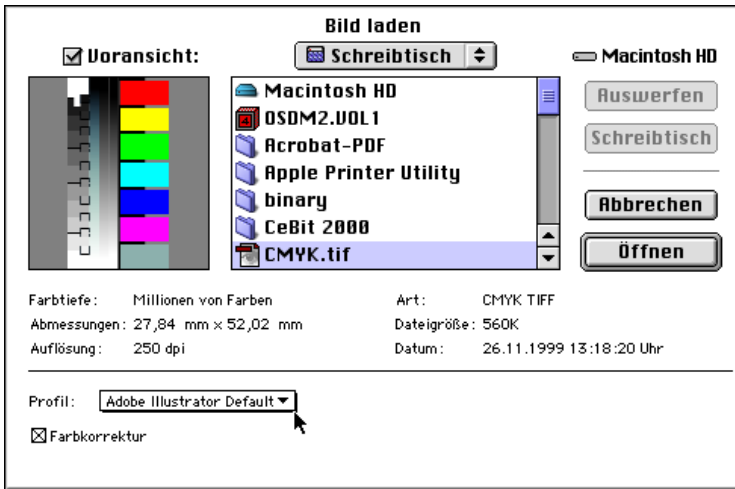 Bild laden
Voransicht:
Schreibtisch
Macintosh HD
Macintosh HD
OSDM2.VOL1
Acrobat-PDF
Apple Printer Utility
binary
CeBit 2000
CMYK.tif
Auswerfen
Schreibtisch
Abbrechen
Öffnen
Farbtiefe: Millionen von Farben
Art: CMYK TIFF
Abmessungen: 27,84 mm × 52,02 mm
Dateigröße: 560K
Auflösung: 250 dpi
Datum: 26.11.1999 13:18:20 Uhr
Profil: Adobe Illustrator Default
Farbkorrektur